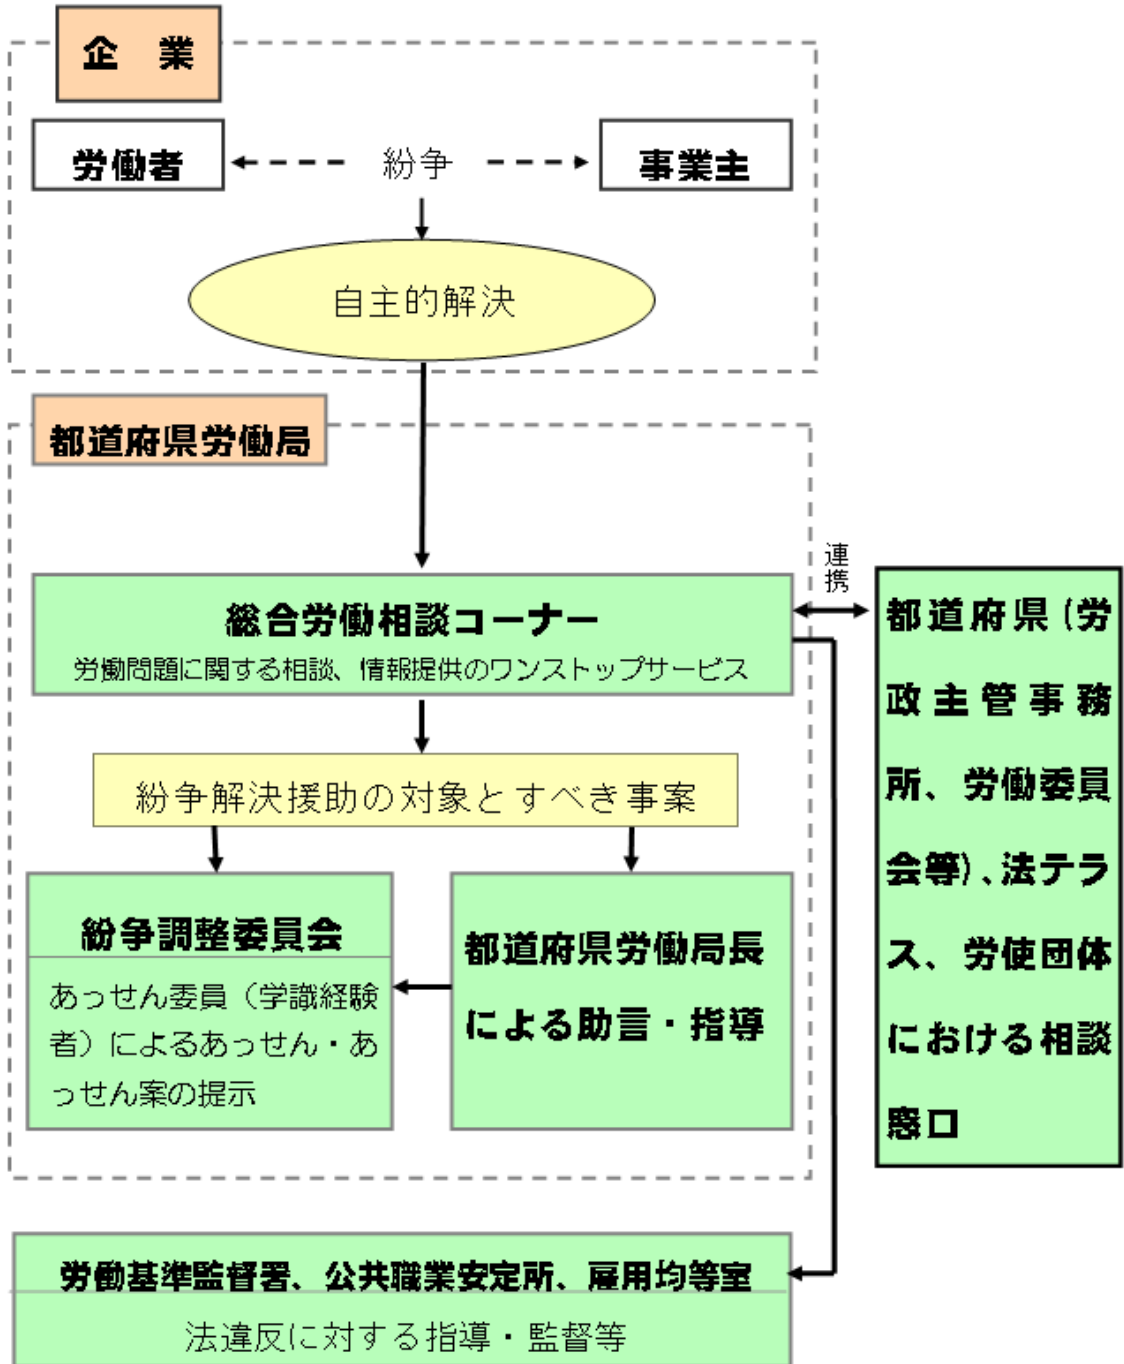 企　業
労働者
紛争
事業主
自主的解決
都道府県労働局
連携
総合労働相談コーナー
労働問題に関する相談、情報提供のワンストップサービス
都道府県(労
政主管事務
所、労働委員
会等)、法テラ
ス、労使団体
における相談
窓口
紛争解決援助の対象とすべき事案
紛争調整委員会
あっせん委員（学識経験
者）によるあっせん・あ
っせん案の提示
都道府県労働局長
による助言・指導
労働基準監督署、公共職業安定所、雇用均等室
法違反に対する指導・監督等